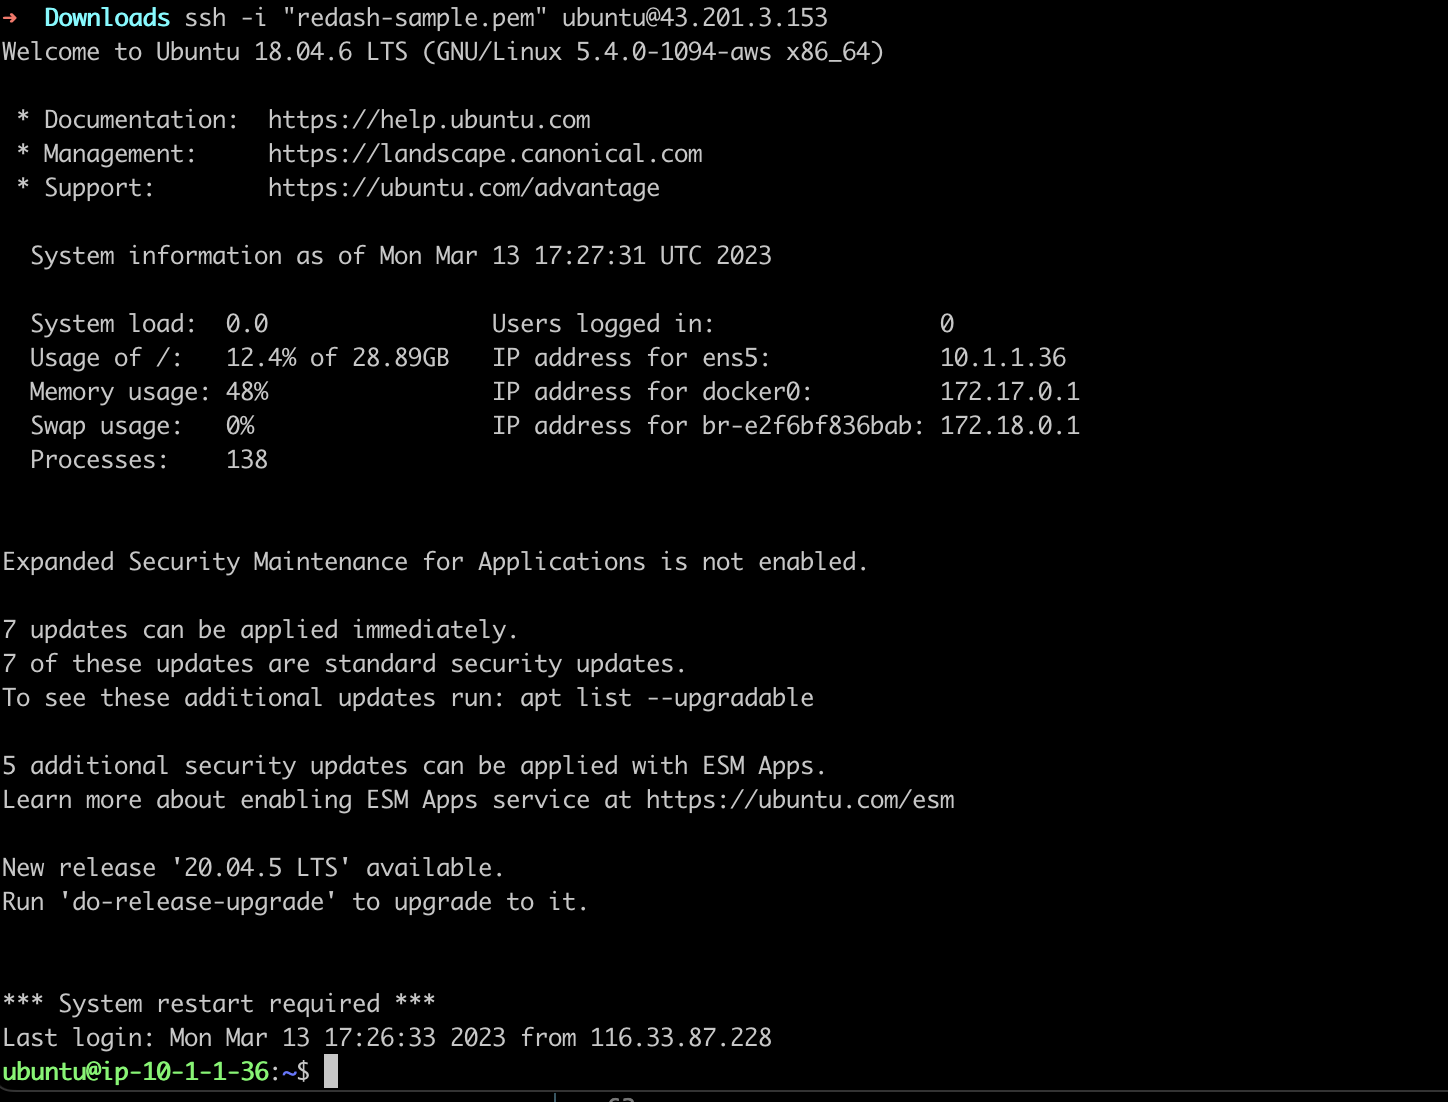 → Downloads ssh -i "redash-sample.pem" ubuntu@43.201.3.153
Welcome to Ubuntu 18.04.6 LTS (GNU/Linux 5.4.0-1094-aws x86_64)
* Documentation: https://help.ubuntu.com
* Management: https://landscape.canonical.com
* Support: https://ubuntu.com/advantage
System information as of Mon Mar 13 17:27:31 UTC 2023
System load: 0.0 Users logged in: 0
Usage of /: 12.4% of 28.89GB IP address for ens5: 10.1.1.36
Memory usage: 48% IP address for docker0: 172.17.0.1
Swap usage: 0% IP address for br-e2f6bf836bab: 172.18.0.1
Processes: 138
Expanded Security Maintenance for Applications is not enabled.
7 updates can be applied immediately.
7 of these updates are standard security updates.
To see these additional updates run: apt list --upgradable
5 additional security updates can be applied with ESM Apps.
Learn more about enabling ESM Apps service at https://ubuntu.com/esm
New release '20.04.5 LTS' available.
Run 'do-release-upgrade' to upgrade to it.
*** System restart required ***
Last login: Mon Mar 13 17:26:33 2023 from 116.33.87.228
ubuntu@ip-10-1-1-36:~$